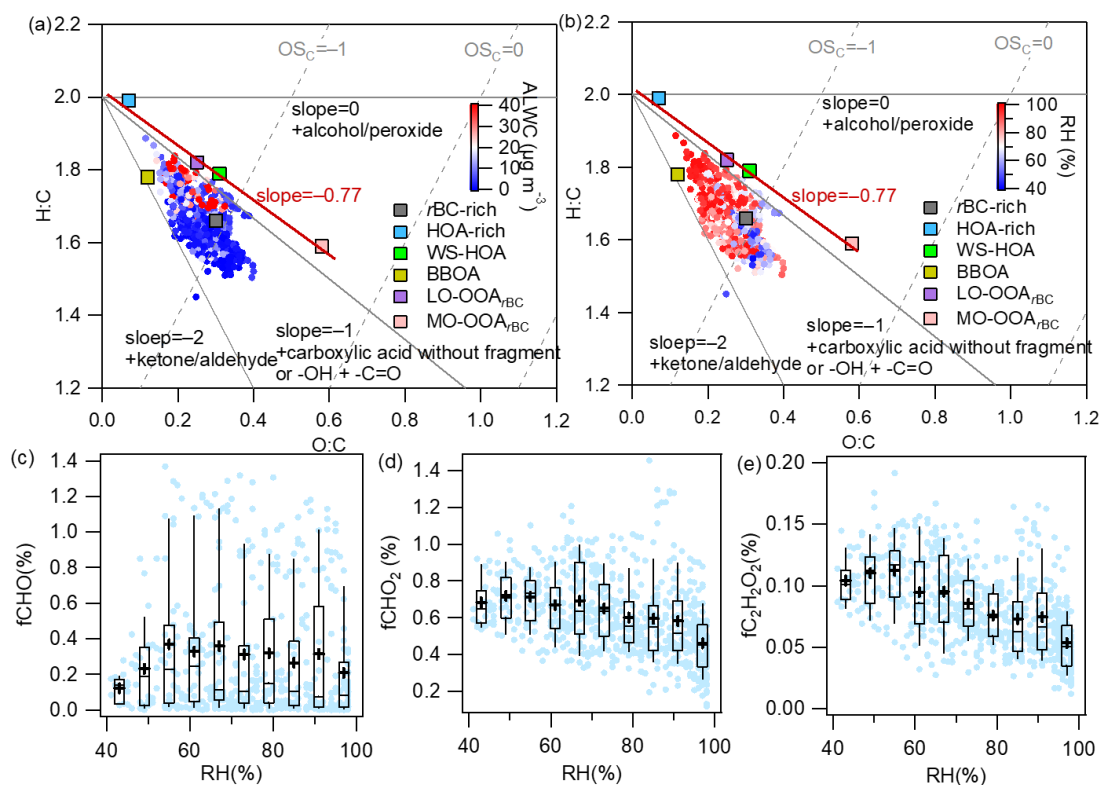 (a)
2.2
2.0
1.8
1.6
1.4
1.2
H:C
0.0 0.2 0.4 0.6 0.8 1.0 1.2
O:C
OSC=–1
OSC=0
slope=0
+alcohol/peroxide
40
30
20
10
0
ALWC (μg m⁻³)
slope=–0.77
rBC-rich
HOA-rich
WS-HOA
BBOA
LO-OOArBC
MO-OOArBC
sloep=–2
+ketone/aldehyde
slope=–1
+carboxylic acid without fragment
or -OH + -C=O
(b)
2.2
2.0
1.8
1.6
1.4
1.2
H:C
0.0 0.2 0.4 0.6 0.8 1.0 1.2
O:C
OSC=–1
OSC=0
slope=0
+alcohol/peroxide
100
80
60
40
RH (%)
slope=–0.77
rBC-rich
HOA-rich
WS-HOA
BBOA
LO-OOArBC
MO-OOArBC
slope=–2
+ketone/aldehyde
slope=–1
+carboxylic acid without fragment
or -OH + -C=O
(c)
1.4
1.2
1.0
0.8
0.6
0.4
0.2
0.0
fCHO(%)
40 60 80 100
RH(%)
(d)
1.4
1.2
1.0
0.8
0.6
0.4
0.2
fCHO2 (%)
40 60 80 100
RH(%)
(e)
0.20
0.15
0.10
0.05
0.00
fC2H2O2(%)
40 60 80 100
RH(%)